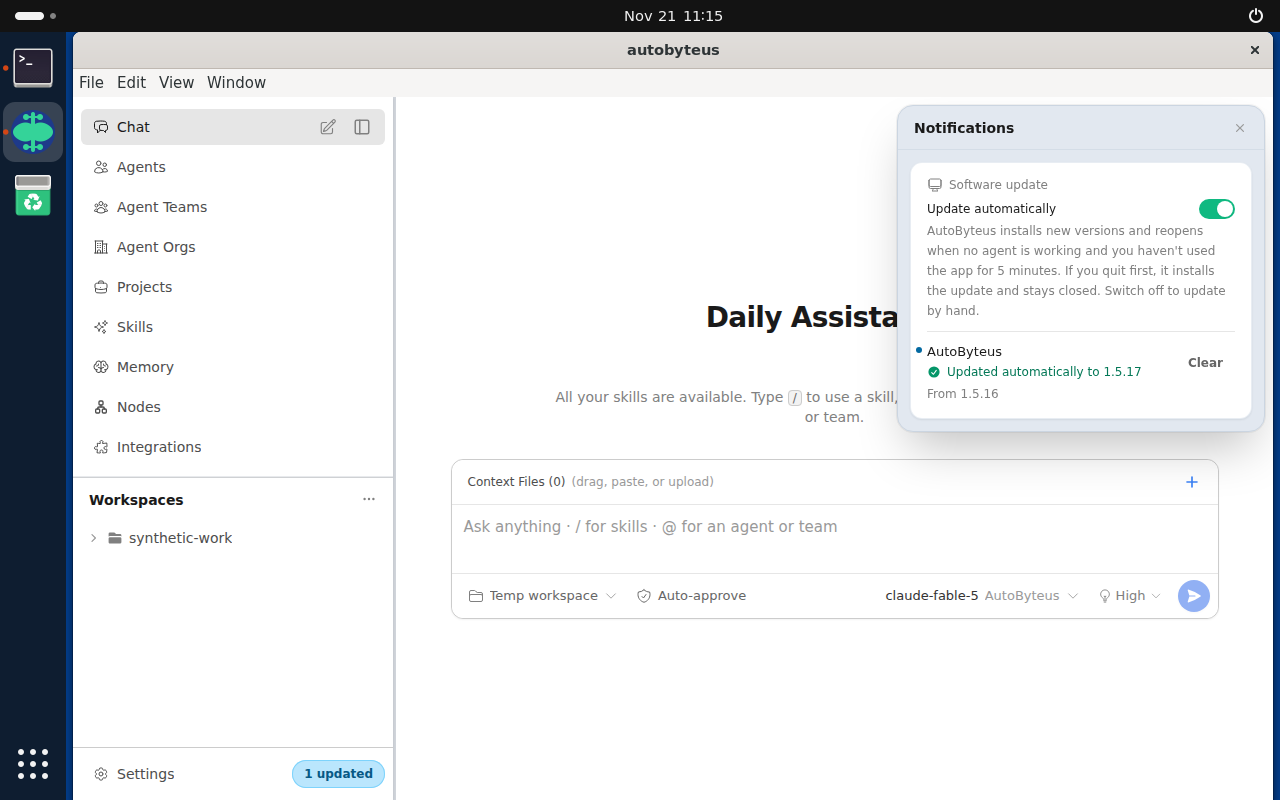 Nov 21 11:15
autobyteus
File Edit View Window
Chat
Agents
Agent Teams
Agent Orgs
Projects
Skills
Memory
Nodes
Integrations
Workspaces
synthetic-work
Settings
1 updated
Daily Assista
All your skills are available. Type / to use a skill,
or team.
Context Files (0) (drag, paste, or upload)
Ask anything · / for skills · @ for an agent or team
Temp workspace
Auto-approve
claude-fable-5 AutoByteus
High
Notifications
Software update
Update automatically
AutoByteus installs new versions and reopens
when no agent is working and you haven't used
the app for 5 minutes. If you quit first, it installs
the update and stays closed. Switch off to update
by hand.
AutoByteus
Updated automatically to 1.5.17
From 1.5.16
Clear